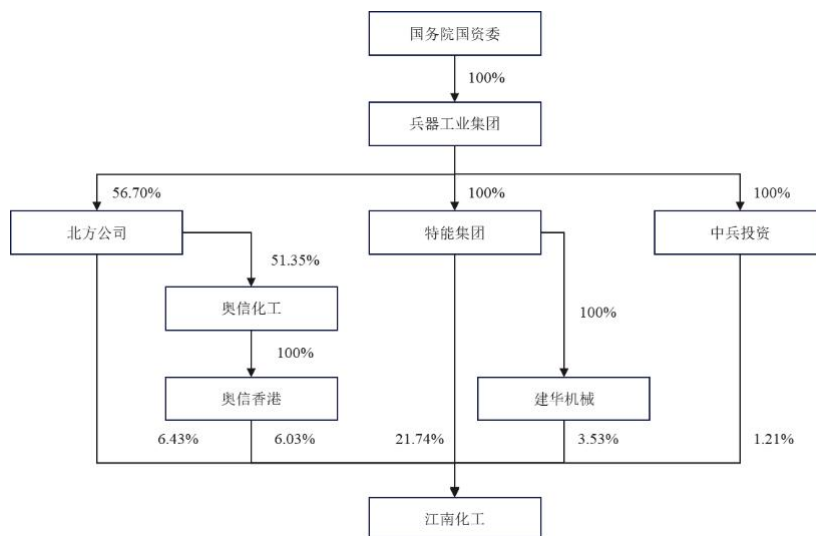 国务院国资委
100%
兵器工业集团
56.70%
100%
100%
北方公司
特能集团
中兵投资
51.35%
奥信化工
100%
100%
奥信香港
建华机械
6.43%
6.03%
21.74%
3.53%
1.21%
江南化工